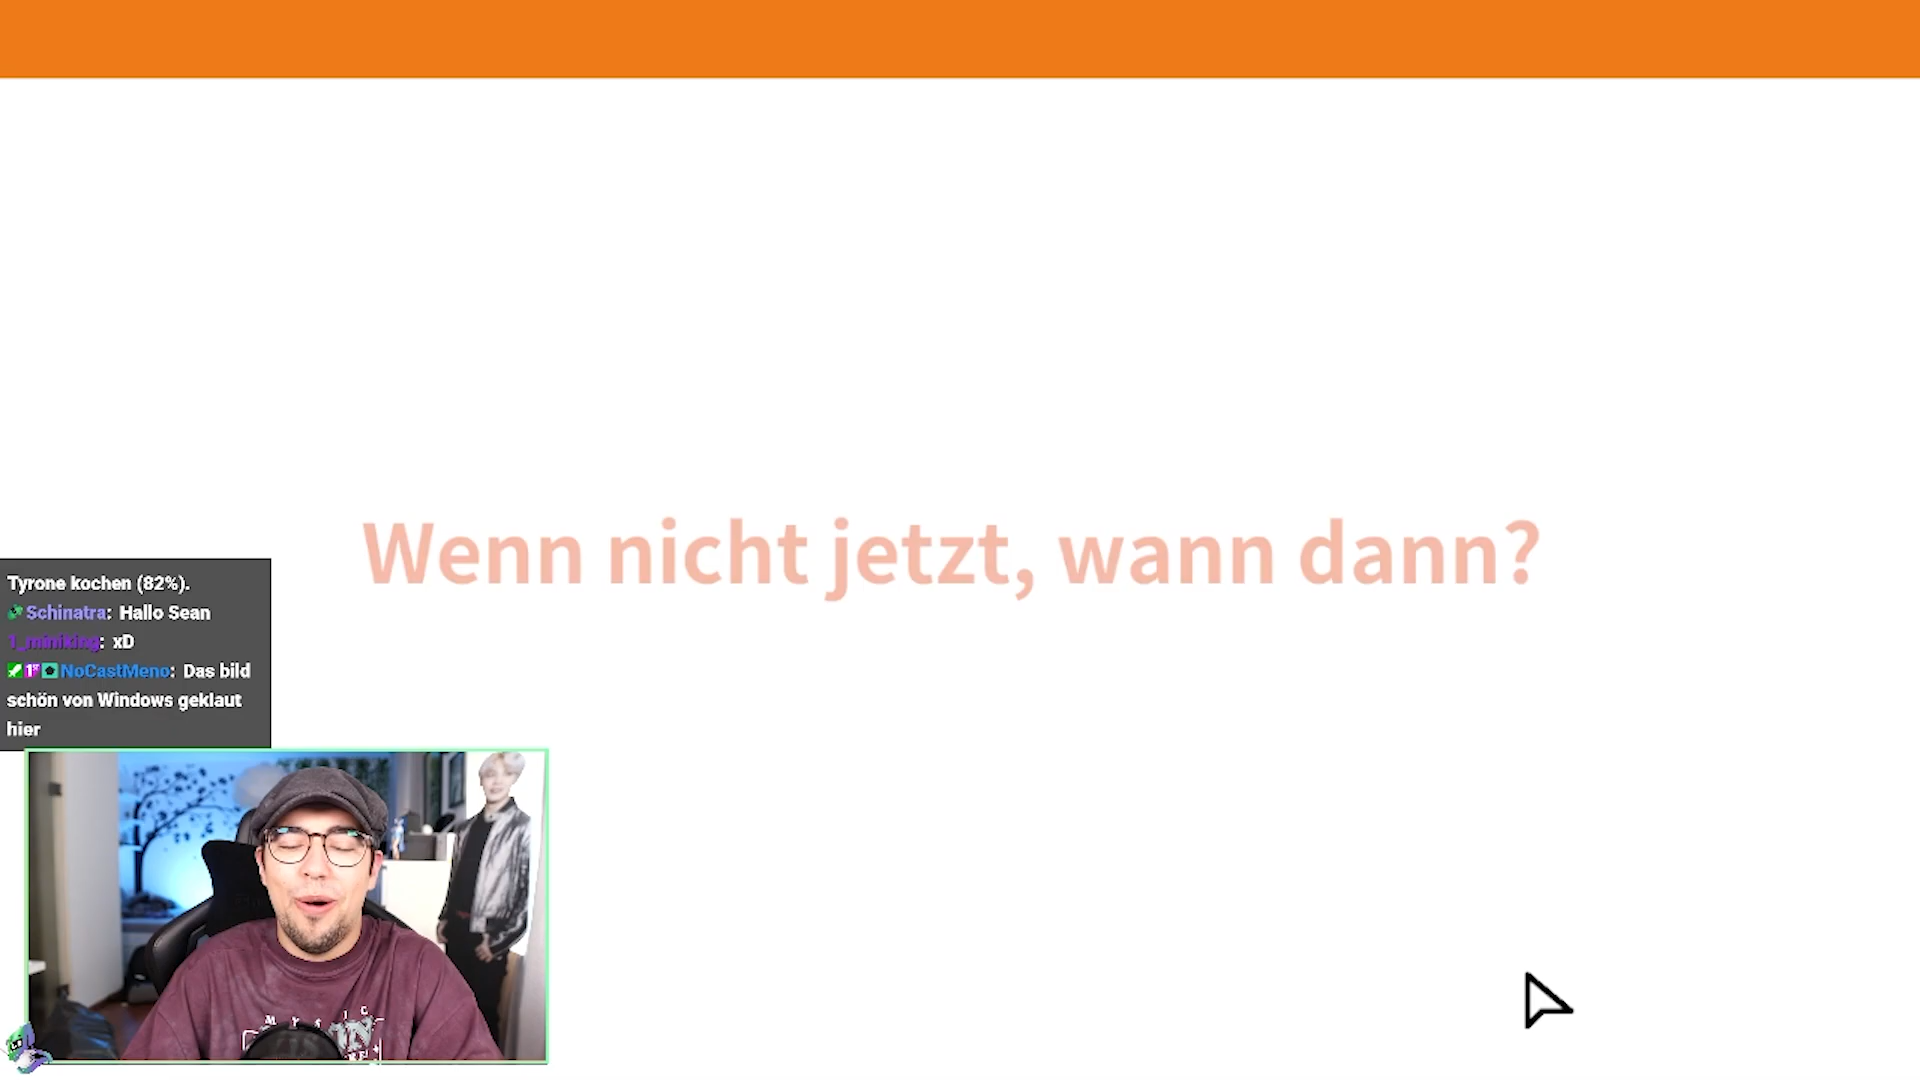 Wenn nicht jetzt, wann dann?
Tyrone kochen (82%).
Schinatra: Hallo Sean
1_miniking: xD
NoCastMeno: Das bild
schön von Windows geklaut
hier